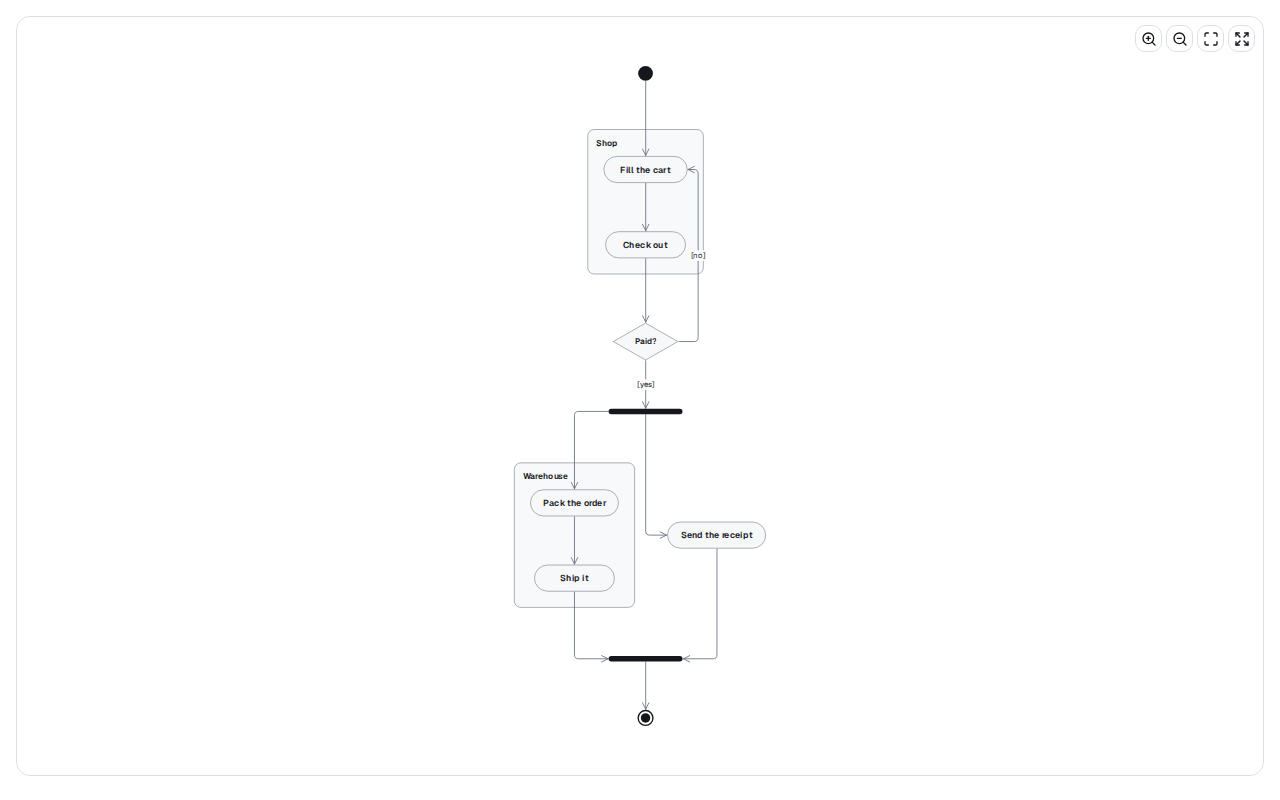 Shop
Fill the cart
Check out
[no]
Paid?
[yes]
Warehouse
Pack the order
Send the receipt
Ship it